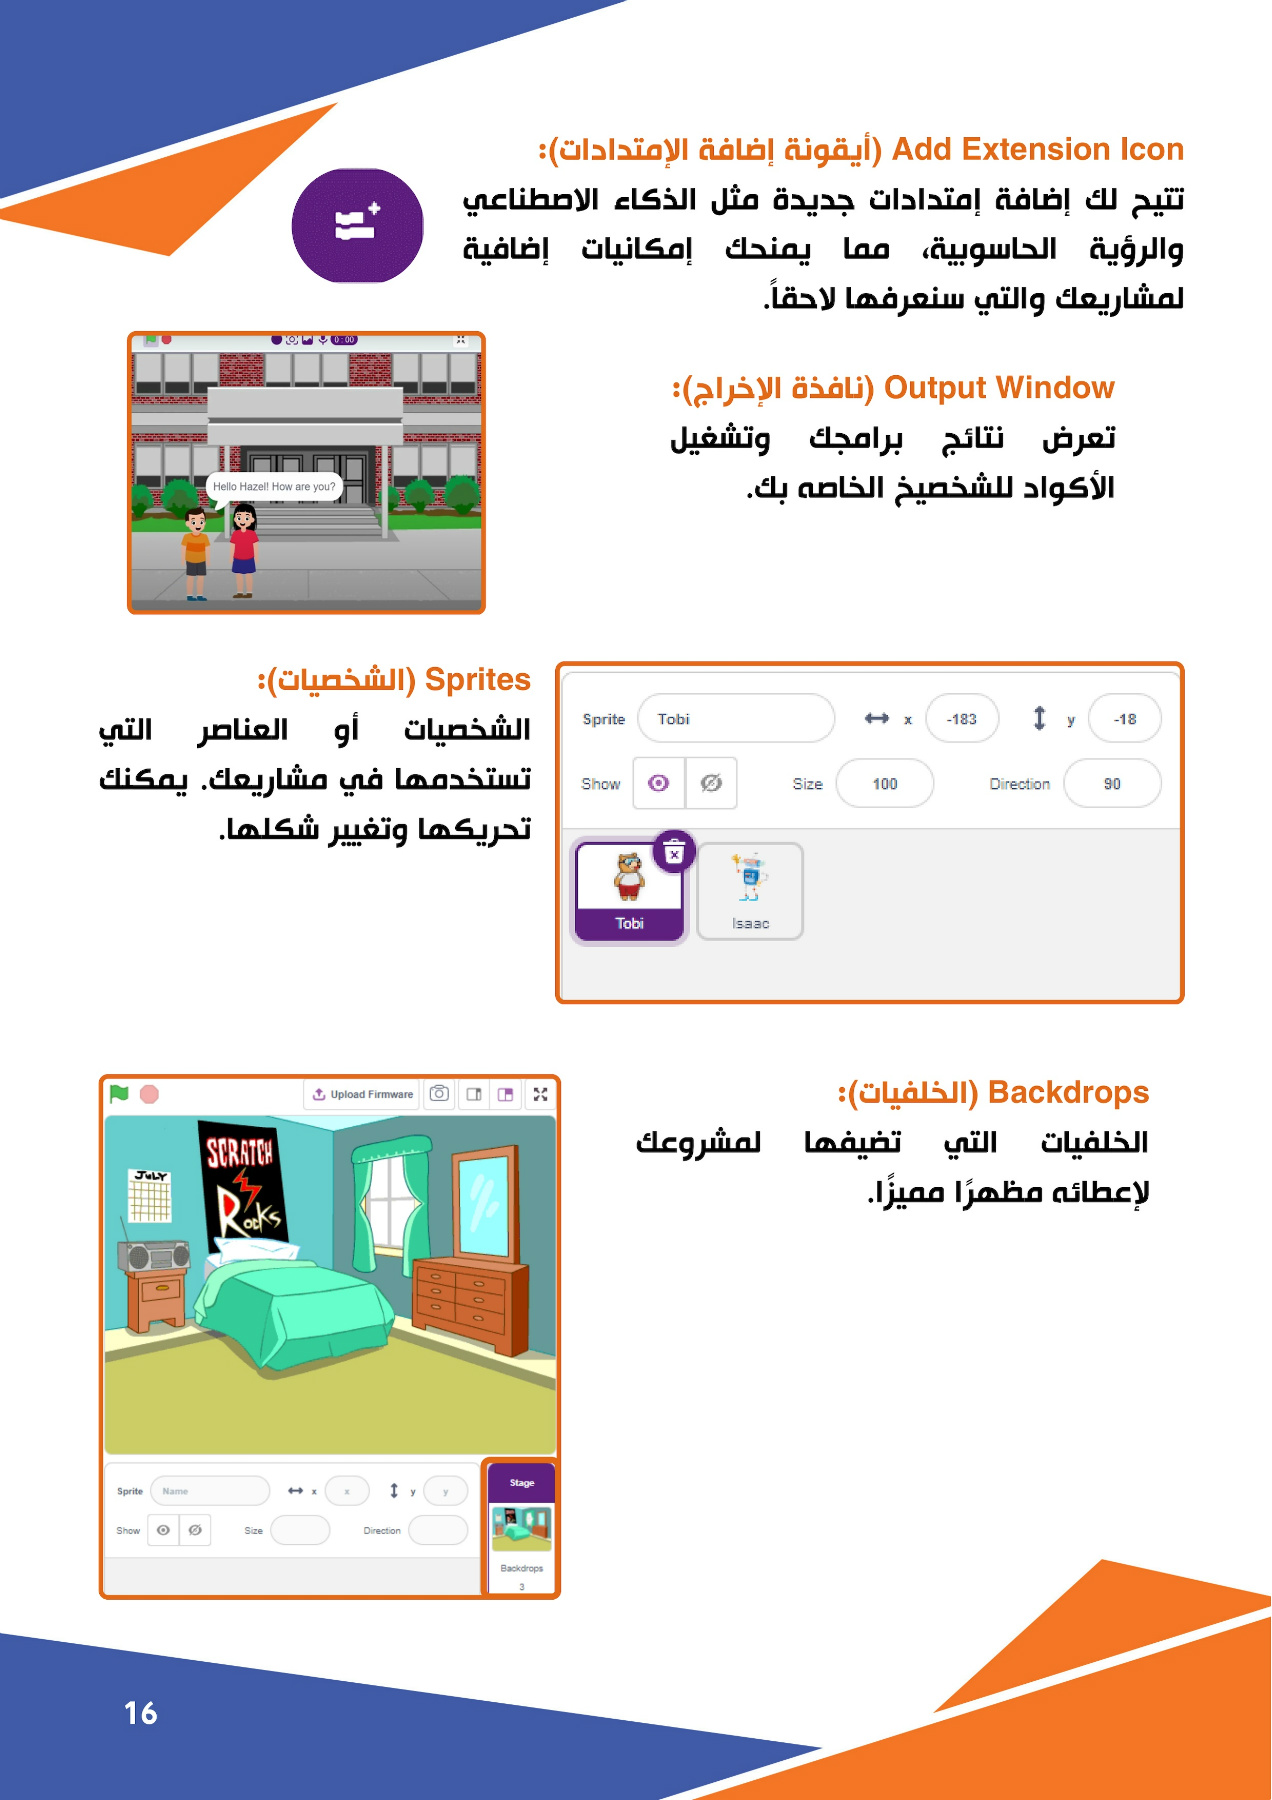 Add Extension Icon (أيقونة إضافة الإمتدادات):
تتيح لك إضافة إمتدادات جديدة مثل الذكاء الاصطناعي
والرؤية الحاسوبية، مما يمنحك إمكانيات إضافية
لمشاريعك والتي سنعرفها لاحقاً.
0:00
Hello Hazel! How are you?
Output Window (نافذة الإخراج):
تعرض نتائج برامجك وتشغيل
الأكواد للشخصيخ الخاصه بك.
Sprites (الشخصيات):
الشخصيات أو العناصر التي
تستخدمها في مشاريعك. يمكنك
تحريكها وتغيير شكلها.
Sprite Tobi x -183 y -18
Show Size 100 Direction 90
Tobi Isaac
Backdrops (الخلفيات):
الخلفيات التي تضيفها لمشروعك
لإعطائه مظهرًا مميزًا.
Upload Firmware
SCRATCH
JULY
Rocks
Sprite Name x x y y
Show Size Direction
Stage
Backdrops
3
16